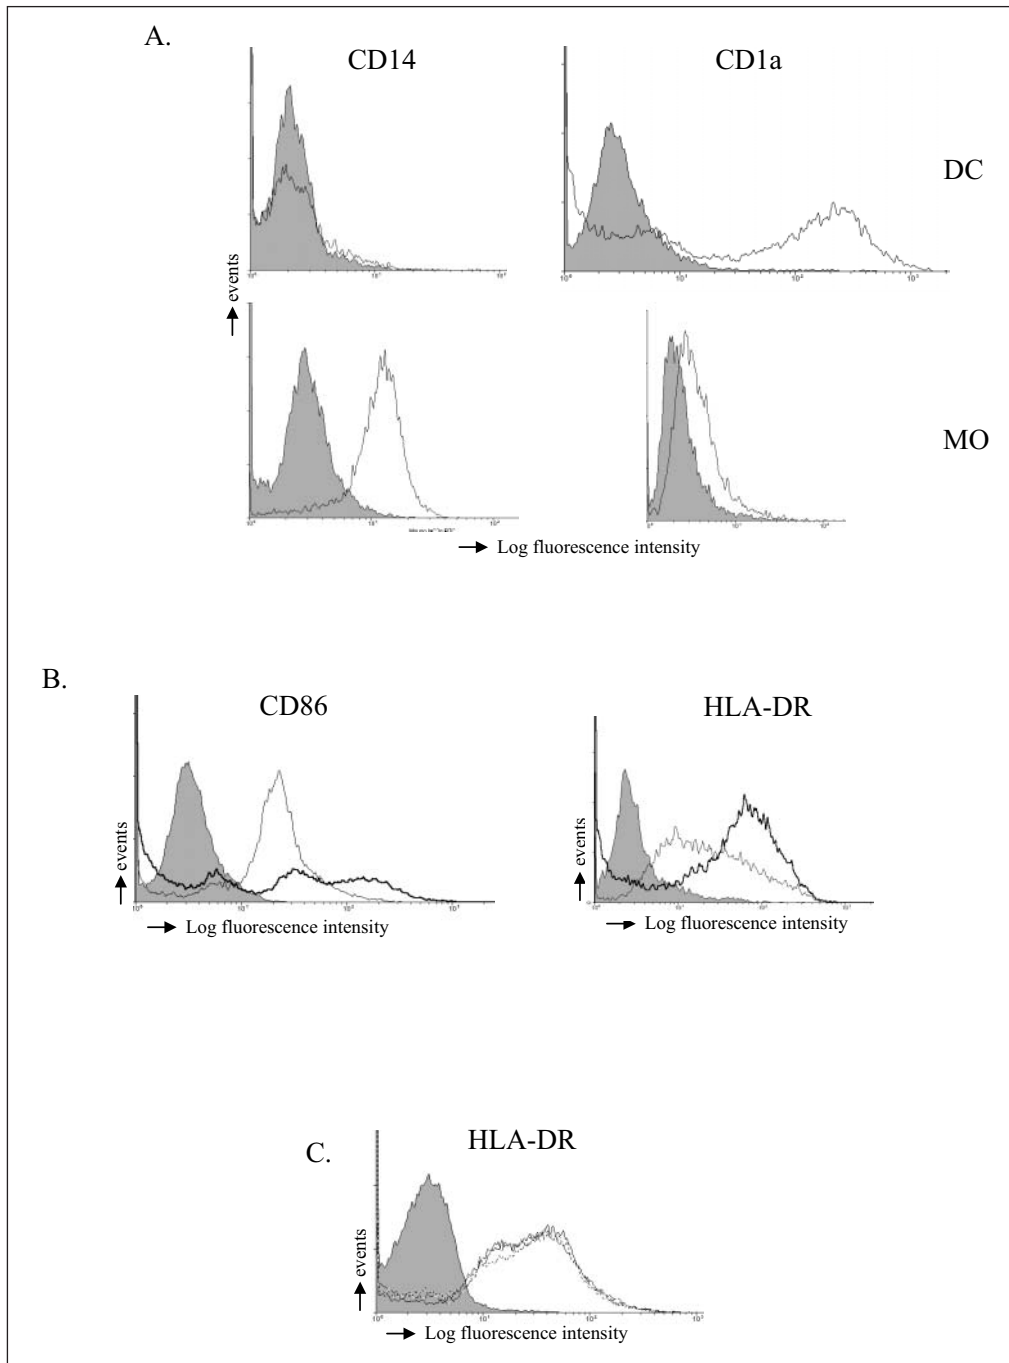 A.
CD14
CD1a
DC
events
MO
Log fluorescence intensity
B.
CD86
HLA-DR
events
events
Log fluorescence intensity
Log fluorescence intensity
C.
HLA-DR
events
Log fluorescence intensity